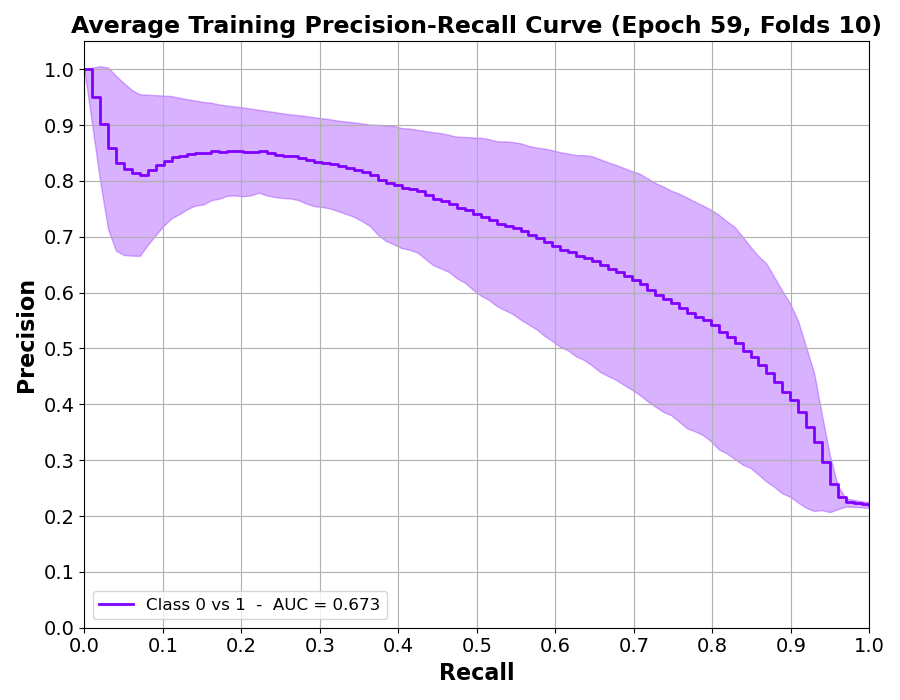 Average Training Precision-Recall Curve (Epoch 59, Folds 10)
Precision
1.0
0.9
0.8
0.7
0.6
0.5
0.4
0.3
0.2
0.1
0.0
Class 0 vs 1 - AUC = 0.673
0.0 0.1 0.2 0.3 0.4 0.5 0.6 0.7 0.8 0.9 1.0
Recall